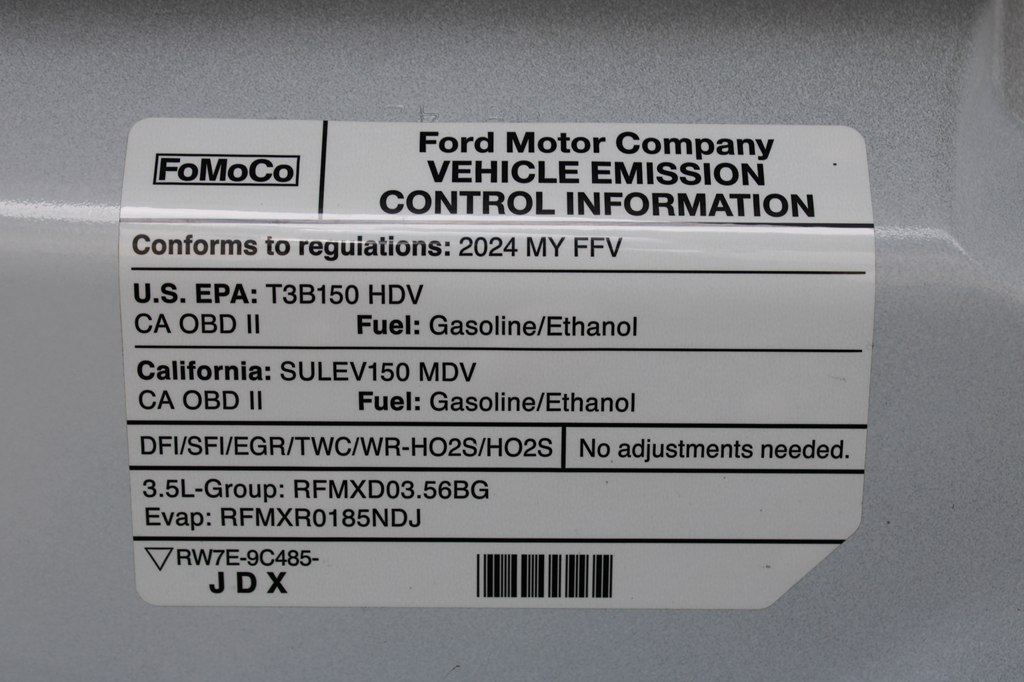 FoMoCo
Ford Motor Company
VEHICLE EMISSION
CONTROL INFORMATION
Conforms to regulations: 2024 MY FFV
U.S. EPA: T3B150 HDV
CA OBD II Fuel: Gasoline/Ethanol
California: SULEV150 MDV
CA OBD II Fuel: Gasoline/Ethanol
DFI/SFI/EGR/TWC/WR-HO2S/HO2S No adjustments needed.
3.5L-Group: RFMXD03.56BG
Evap: RFMXR0185NDJ
RW7E-9C485-
J D X